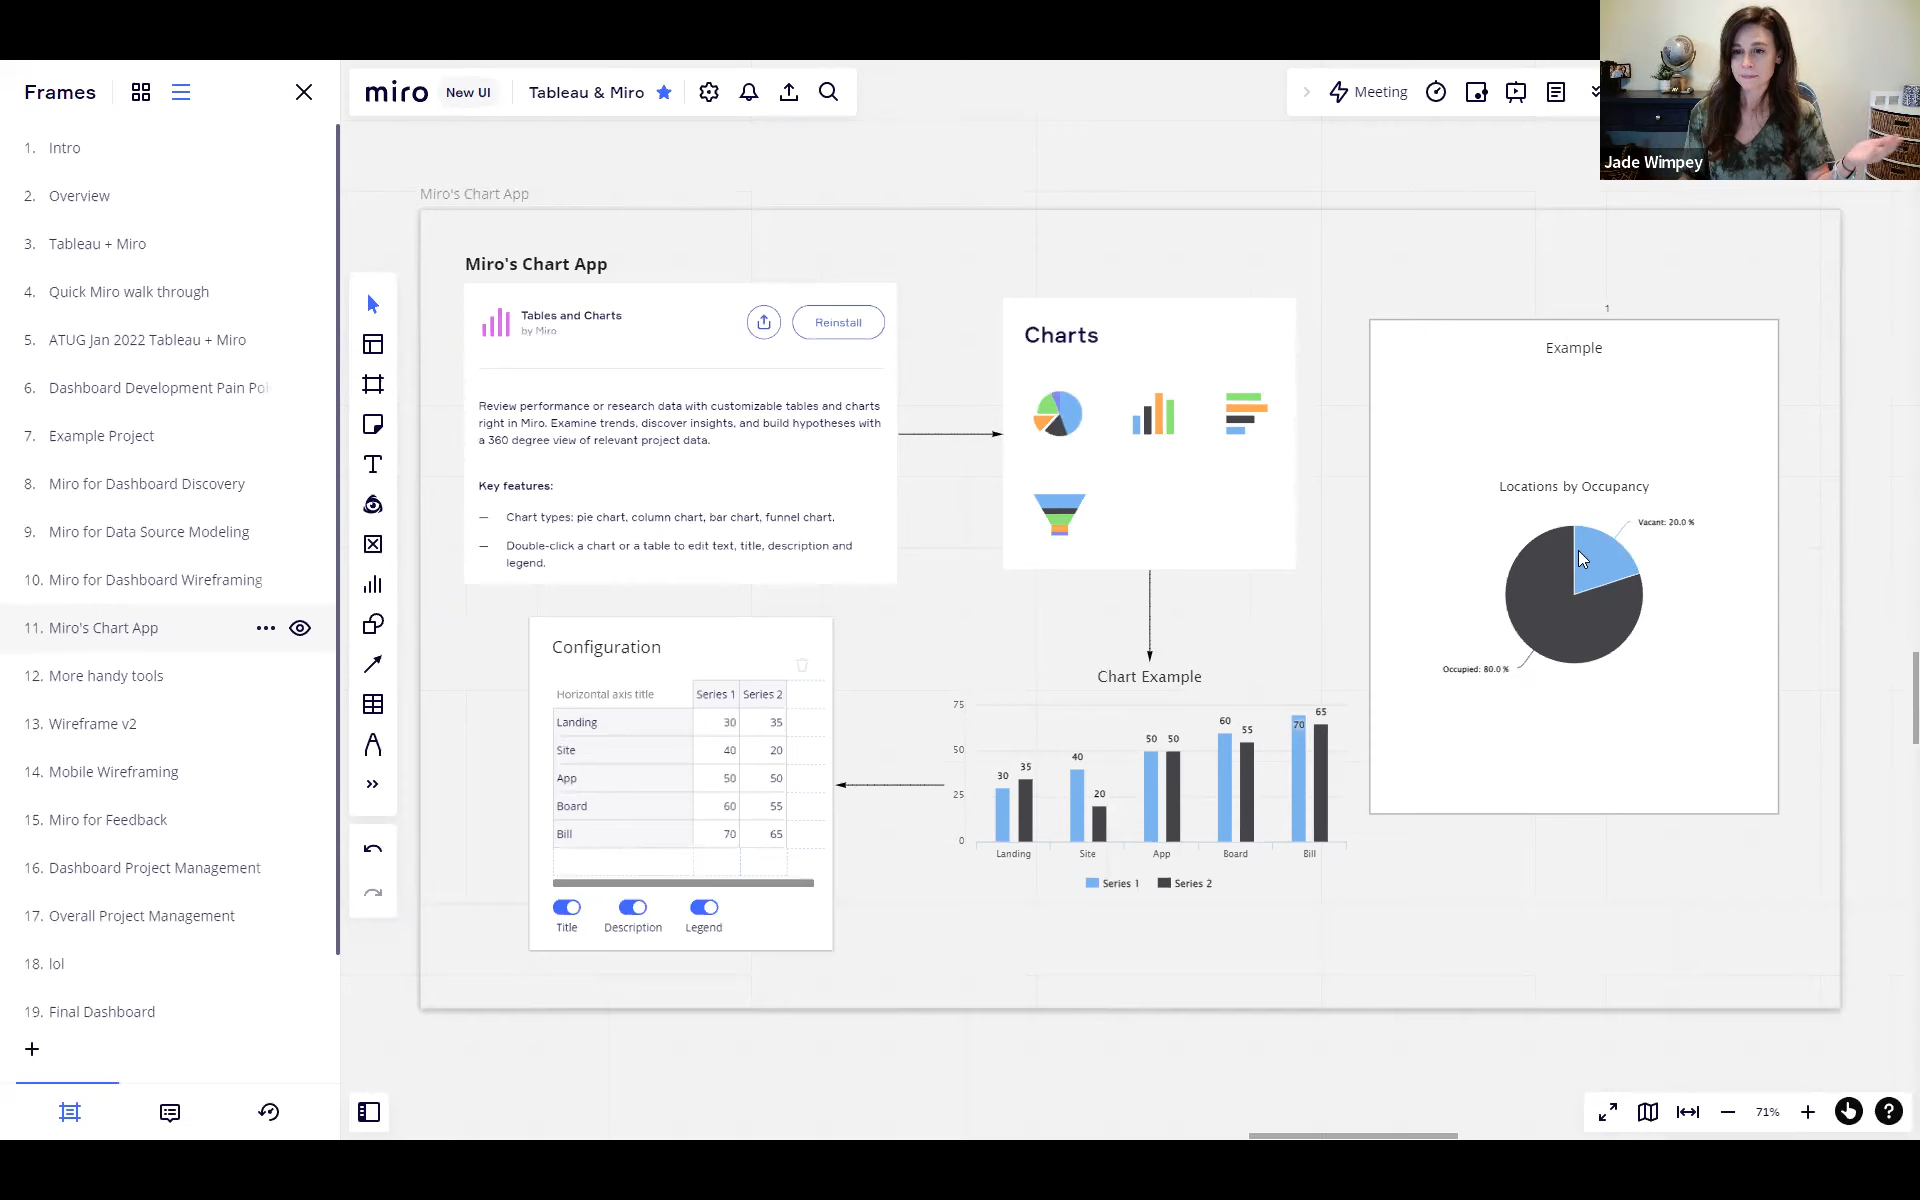 Frames
1. Intro
2. Overview
3. Tableau + Miro
4. Quick Miro walk through
5. ATUG Jan 2022 Tableau + Miro
6. Dashboard Development Pain Poi
7. Example Project
8. Miro for Dashboard Discovery
9. Miro for Data Source Modeling
10. Miro for Dashboard Wireframing
11. Miro's Chart App
12. More handy tools
13. Wireframe v2
14. Mobile Wireframing
15. Miro for Feedback
16. Dashboard Project Management
17. Overall Project Management
18. lol
19. Final Dashboard
miro New UI Tableau & Miro
Meeting
Jade Wimpey
Miro's Chart App
Miro's Chart App
Tables and Charts
by Miro
Reinstall
Review performance or research data with customizable tables and charts
right in Miro. Examine trends, discover insights, and build hypotheses with
a 360 degree view of relevant project data.
Key features:
— Chart types: pie chart, column chart, bar chart, funnel chart.
— Double-click a chart or a table to edit text, title, description and
legend.
Charts
1
Example
Locations by Occupancy
Vacant: 20.0 %
Occupied: 80.0 %
Configuration
Horizontal axis title Series 1 Series 2
Landing 30 35
Site 40 20
App 50 50
Board 60 55
Bill 70 65
Title Description Legend
Chart Example
75
50
25
0
30 35 40 20 50 50 60 55 70 65
Landing Site App Board Bill
Series 1 Series 2
71%